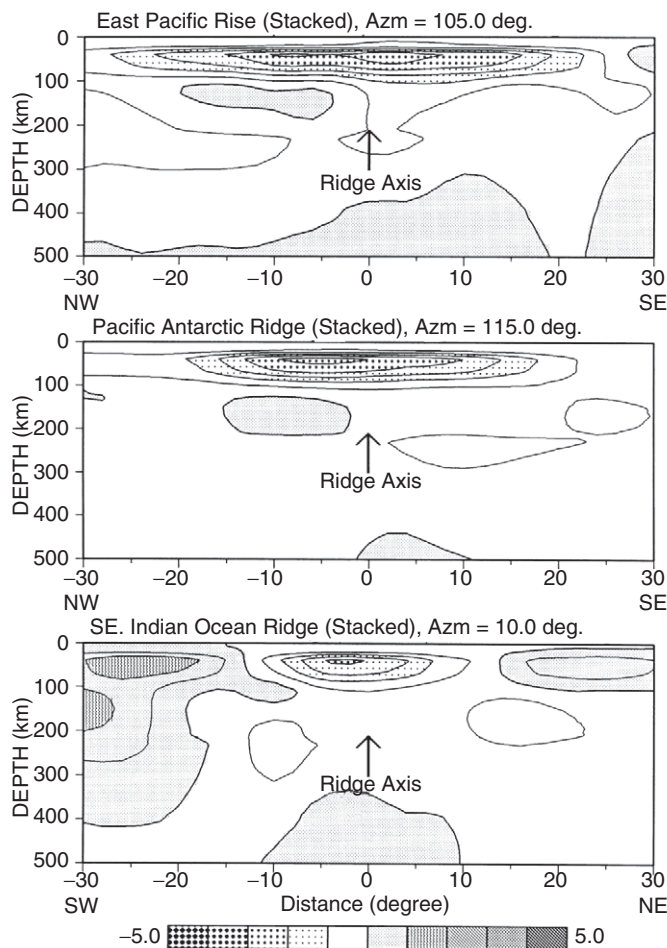 East Pacific Rise (Stacked), Azm = 105.0 deg.
0
100
200
300
400
500
DEPTH (km)
Ridge Axis
−30 −20 −10 0 10 20 30
NW SE
Pacific Antarctic Ridge (Stacked), Azm = 115.0 deg.
0
100
200
300
400
500
DEPTH (km)
Ridge Axis
−30 −20 −10 0 10 20 30
NW SE
SE. Indian Ocean Ridge (Stacked), Azm = 10.0 deg.
0
100
200
300
400
500
DEPTH (km)
Ridge Axis
−30 −20 −10 0 10 20 30
SW Distance (degree) NE
−5.0 5.0